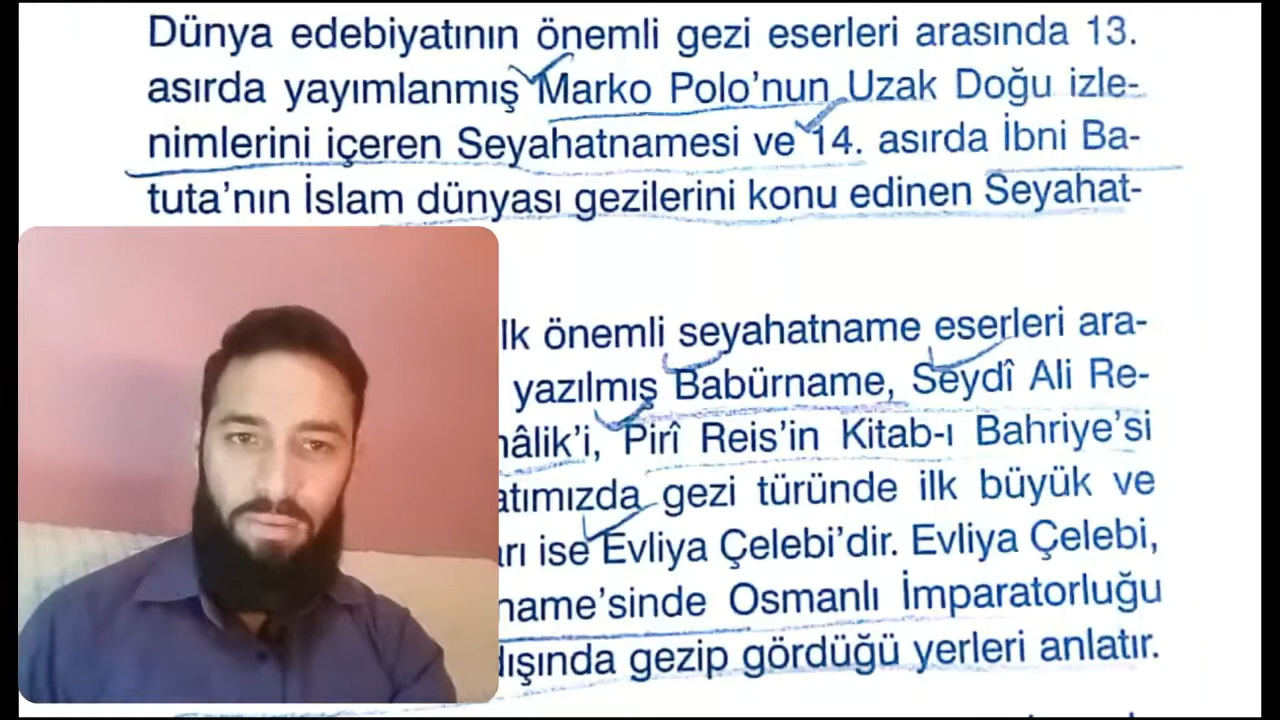 Dünya edebiyatının önemli gezi eserleri arasında 13.
asırda yayımlanmış Marko Polo’nun Uzak Doğu izle-
nimlerini içeren Seyahatnamesi ve 14. asırda İbni Ba-
tuta’nın İslam dünyası gezilerini konu edinen Seyahat-
lk önemli seyahatname eserleri ara-
yazılmış Babürname, Seydî Ali Re-
hâlik’i, Pirî Reis’in Kitab-ı Bahriye’si
atımızda gezi türünde ilk büyük ve
arı ise Evliya Çelebi’dir. Evliya Çelebi,
name’sinde Osmanlı İmparatorluğu
dışında gezip gördüğü yerleri anlatır.